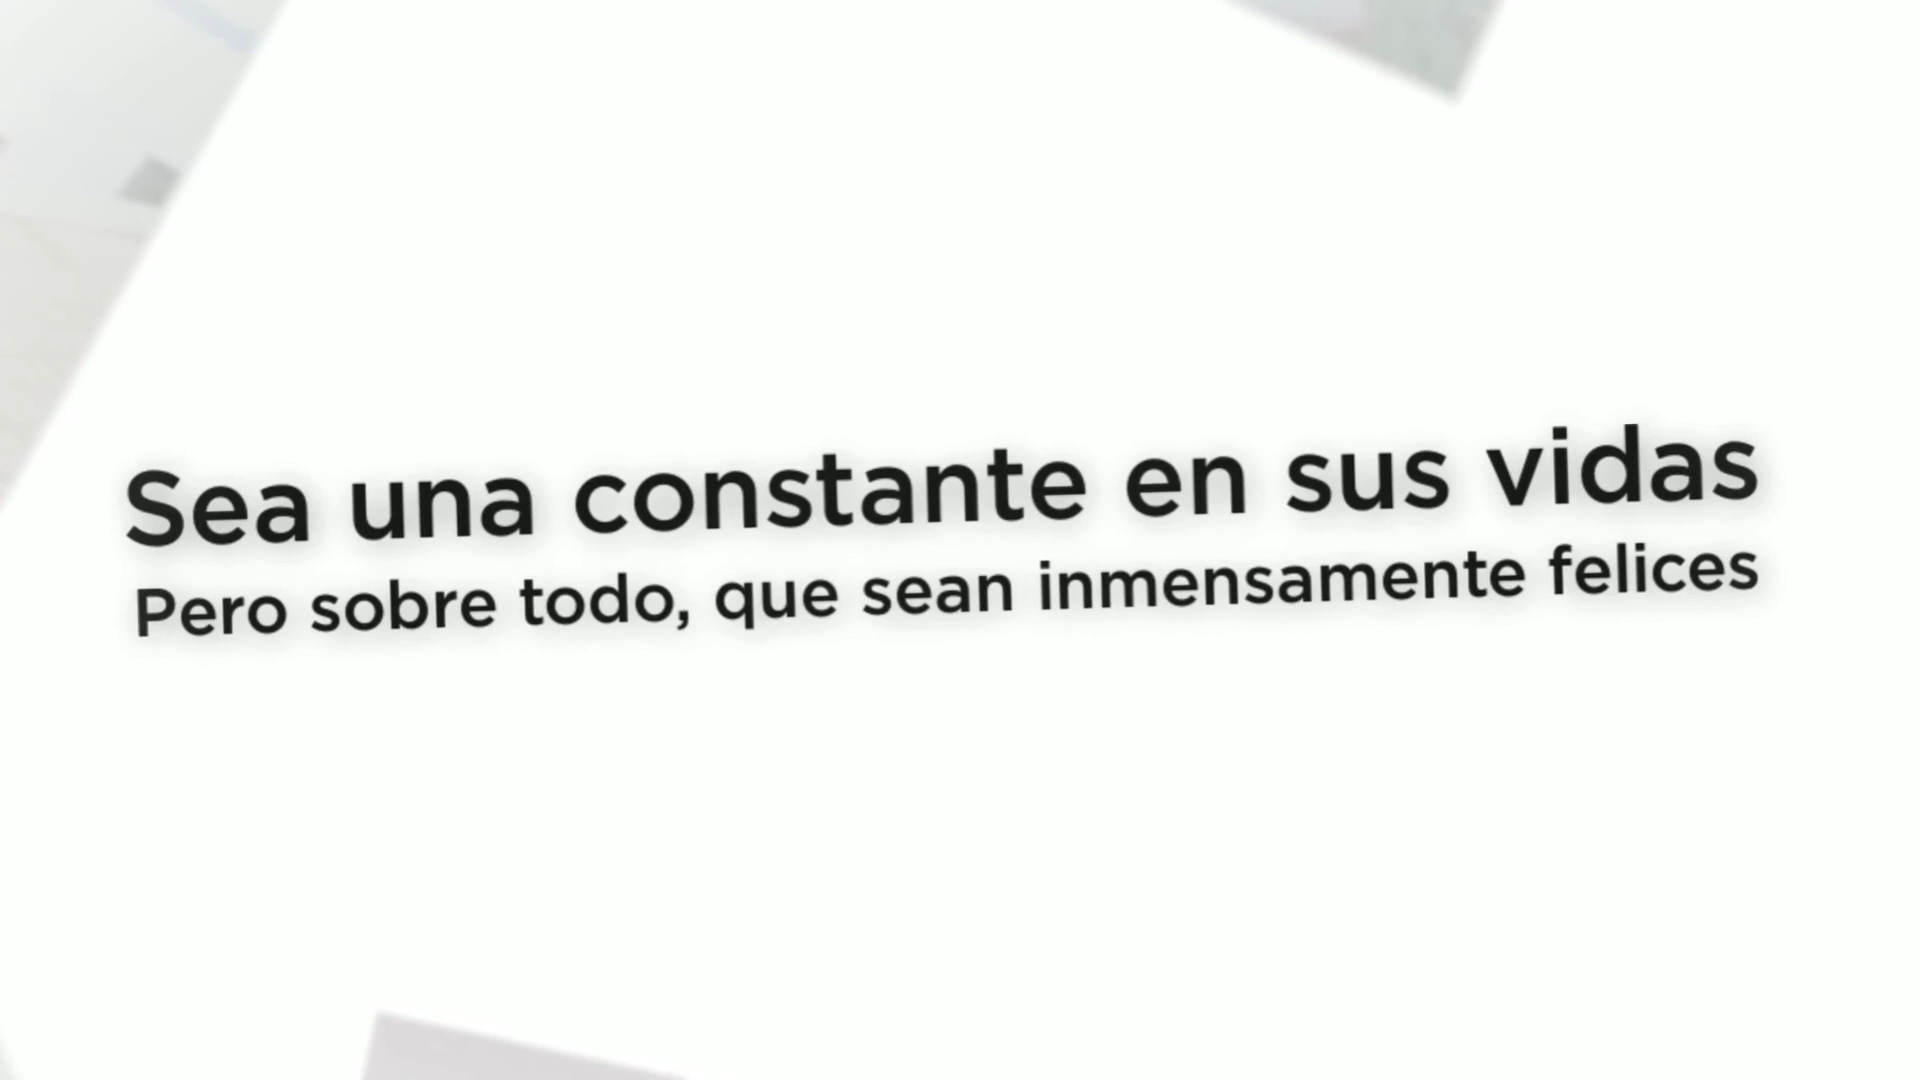 Sea una constante en sus vidas
Pero sobre todo, que sean inmensamente felices